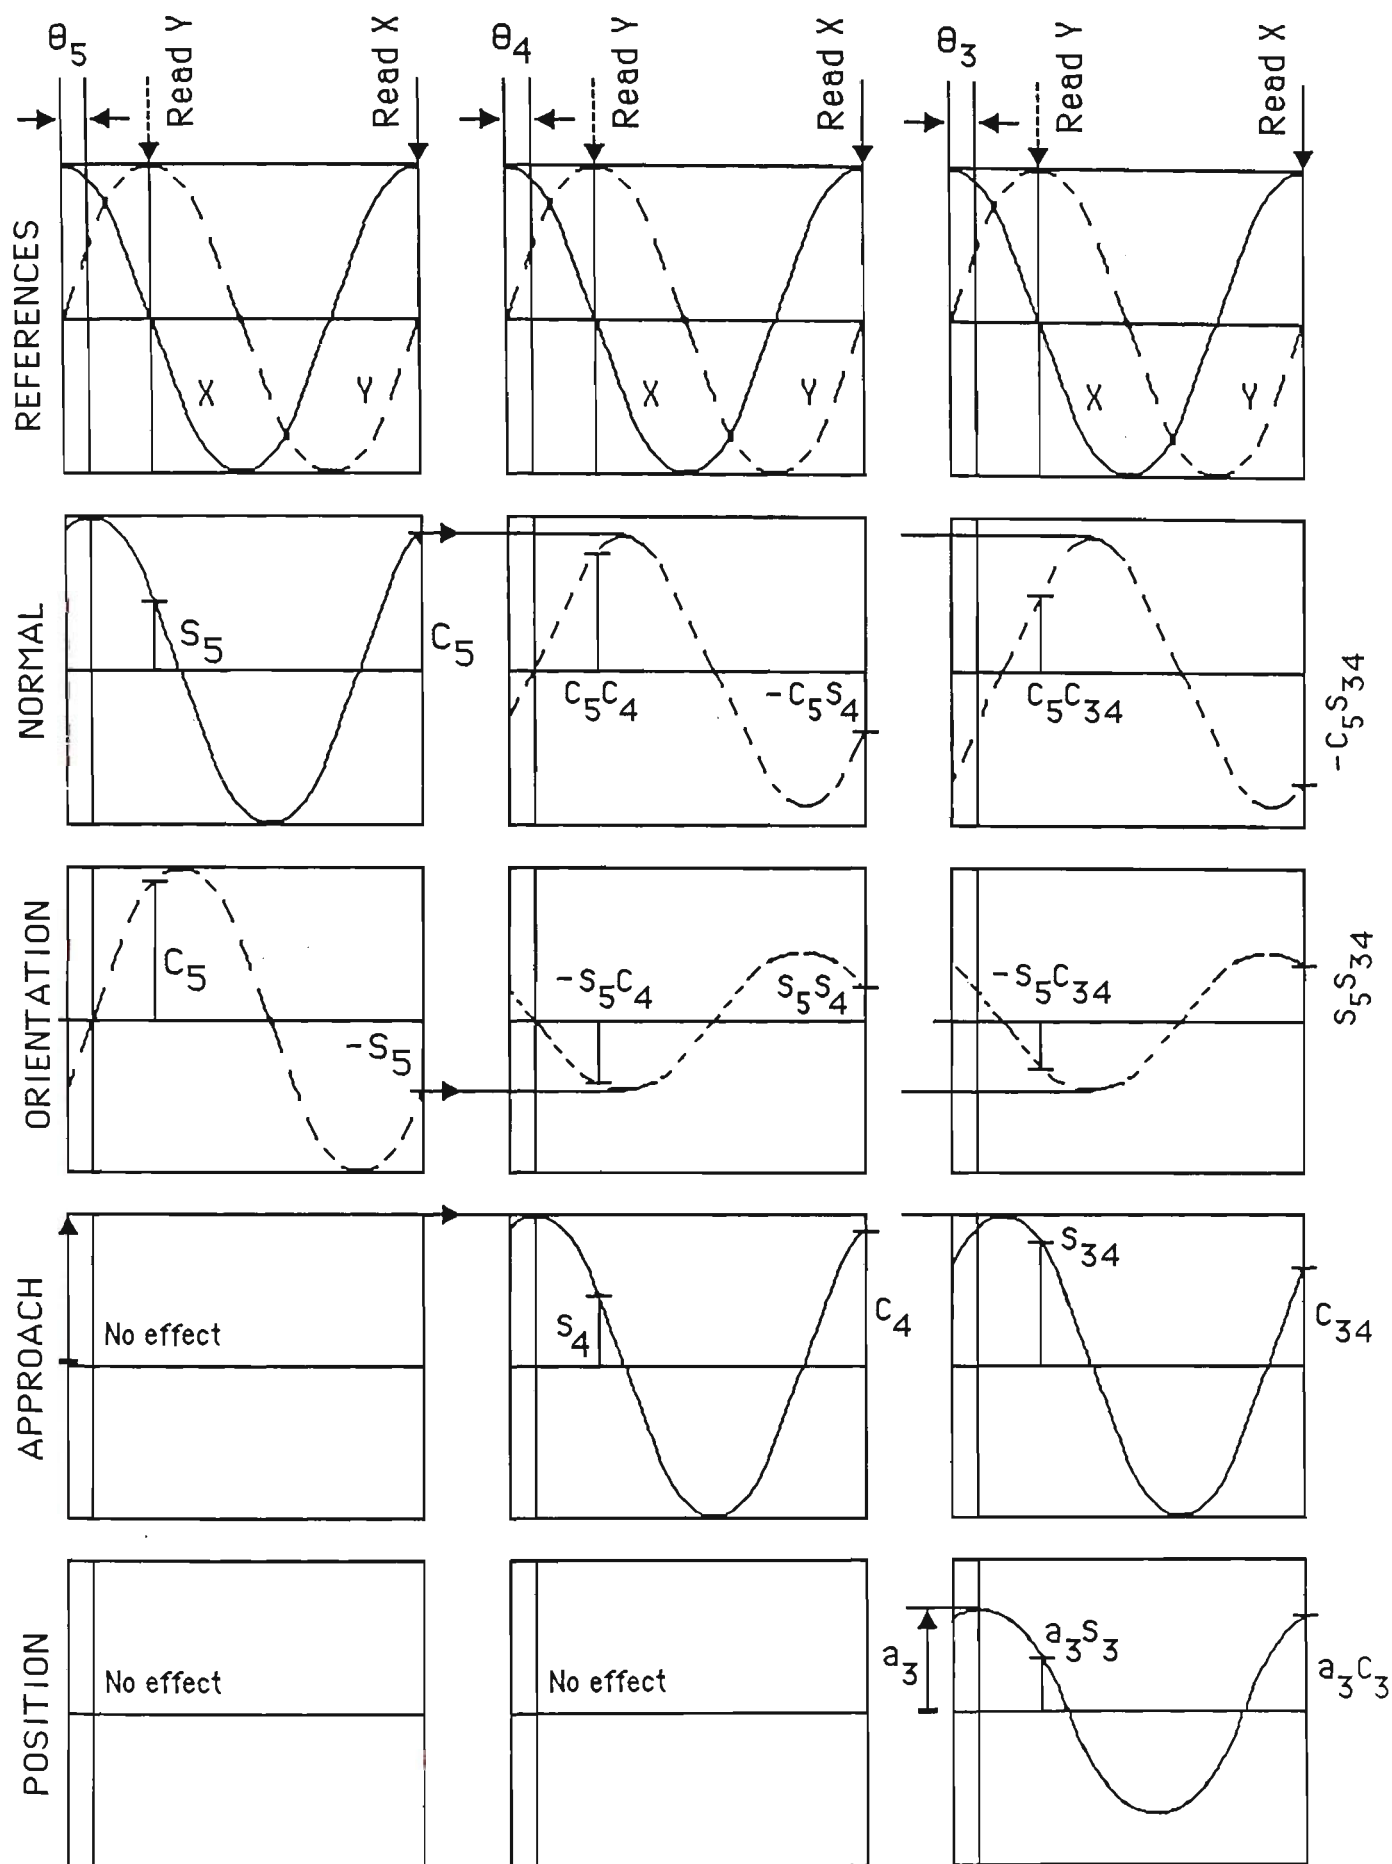 θ5 Read Y Read X θ4 Read Y Read X θ3 Read Y Read X
REFERENCES
X Y X Y X Y
NORMAL
S5 C5 C5C4 -C5S4 C5C34 -C5S34
ORIENTATION
C5 -S5 -S5C4 S5S4 -S5C34 S5S34
APPROACH
No effect S4 C4 S34 C34
POSITION
No effect No effect a3 a3S3 a3C3